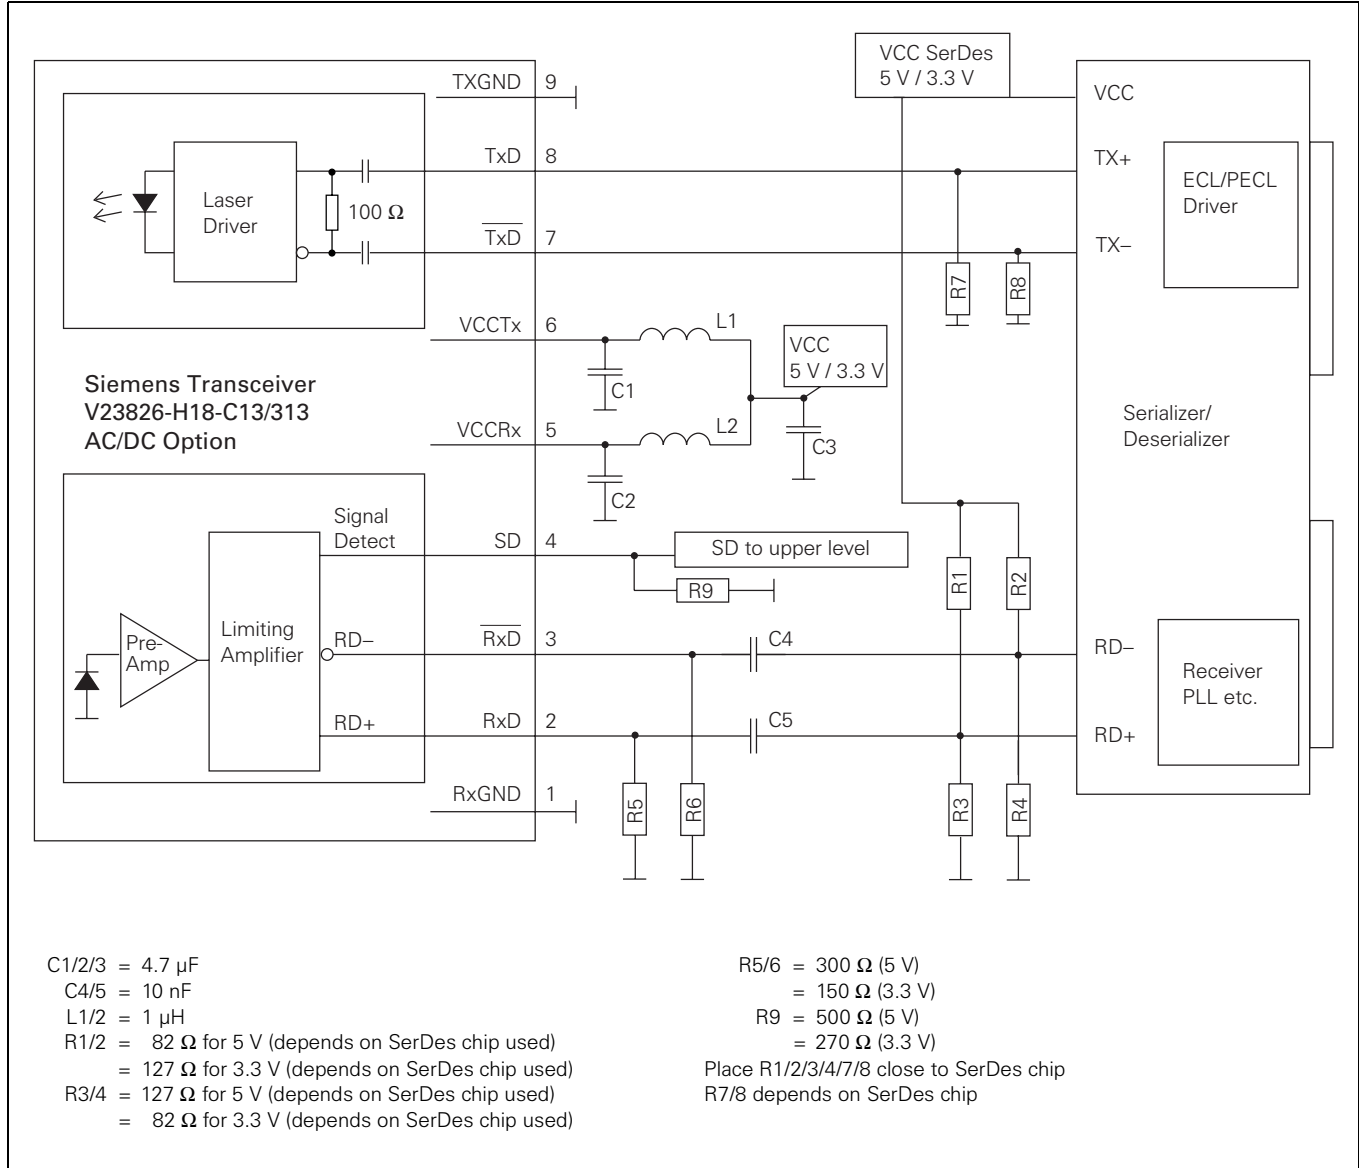 VCC SerDes
5 V / 3.3 V
TXGND 9
VCC
TxD 8
TX+
ECL/PECL
Driver
Laser
Driver
100 Ω
TxD 7
TX–
R7
R8
VCCTx 6
L1
VCC
5 V / 3.3 V
C1
Siemens Transceiver
V23826-H18-C13/313
AC/DC Option
VCCRx 5
L2
C3
Serializer/
Deserializer
C2
Signal
Detect
SD 4
SD to upper level
R9
R1
R2
Pre-
Amp
Limiting
Amplifier
RD–
RxD 3
C4
RD–
Receiver
PLL etc.
RD+
RxD 2
C5
RD+
RxGND 1
R5
R6
R3
R4
C1/2/3 = 4.7 µF
C4/5 = 10 nF
L1/2 = 1 µH
R1/2 = 82 Ω for 5 V (depends on SerDes chip used)
= 127 Ω for 3.3 V (depends on SerDes chip used)
R3/4 = 127 Ω for 5 V (depends on SerDes chip used)
= 82 Ω for 3.3 V (depends on SerDes chip used)
R5/6 = 300 Ω (5 V)
= 150 Ω (3.3 V)
R9 = 500 Ω (5 V)
= 270 Ω (3.3 V)
Place R1/2/3/4/7/8 close to SerDes chip
R7/8 depends on SerDes chip